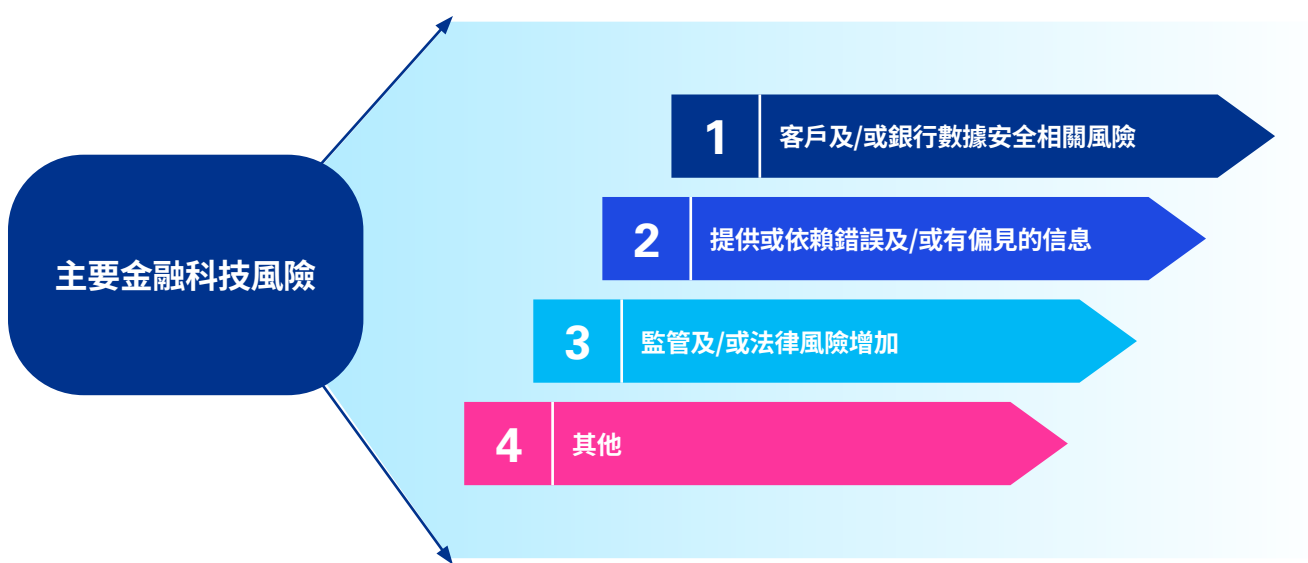 主要金融科技風險
1
客戶及/或銀行數據安全相關風險
2
提供或依賴錯誤及/或有偏見的信息
3
監管及/或法律風險增加
4
其他